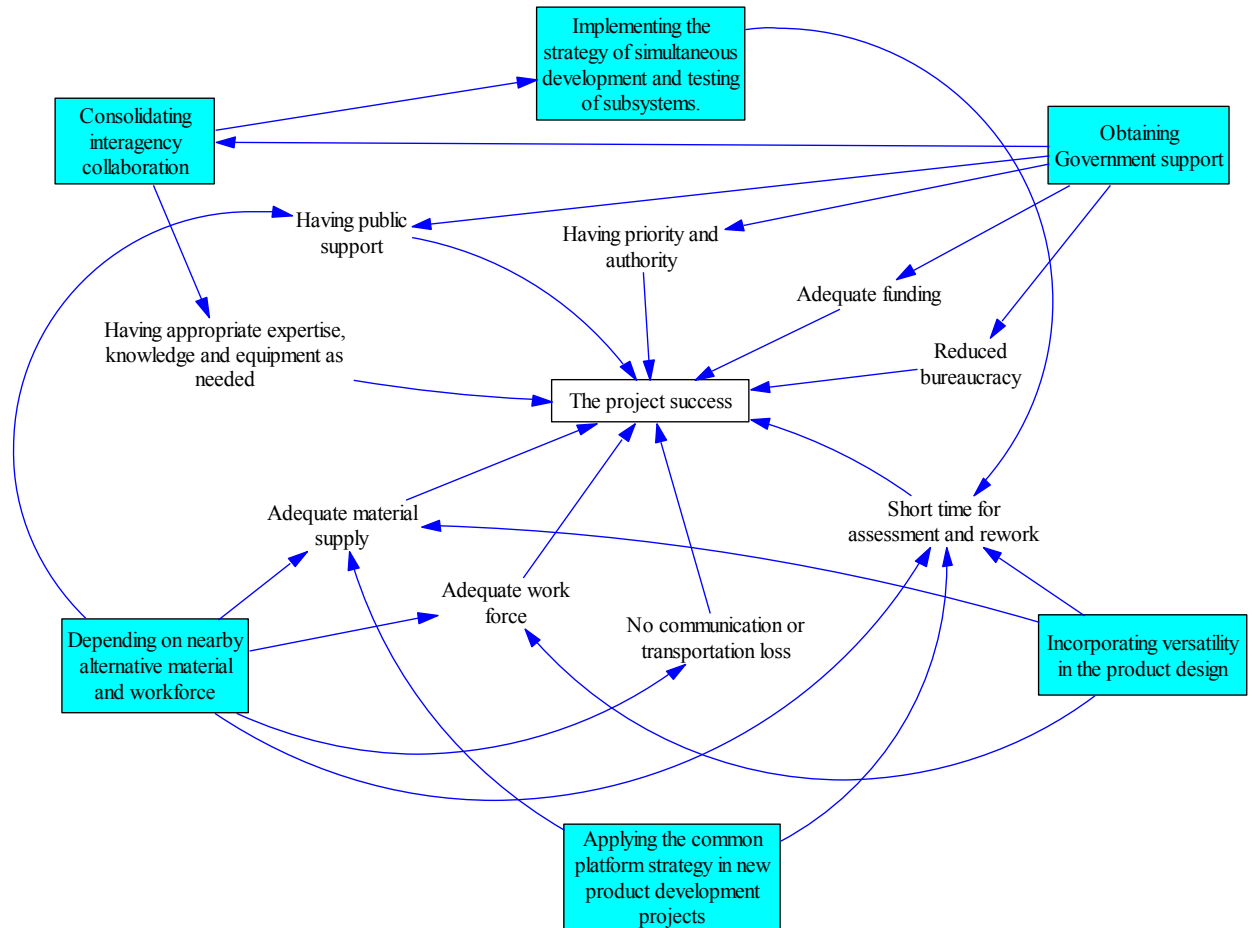 Implementing the
strategy of simultaneous
development and testing
of subsystems.
Consolidating
interagency
collaboration
Obtaining
Government support
Having public
support
Having priority and
authority
Adequate funding
Having appropriate expertise,
knowledge and equipment as
needed
Reduced
bureaucracy
The project success
Adequate material
supply
Short time for
assessment and rework
Adequate work
force
No communication or
transportation loss
Depending on nearby
alternative material
and workforce
Incorporating versatility
in the product design
Applying the common
platform strategy in new
product development
projects